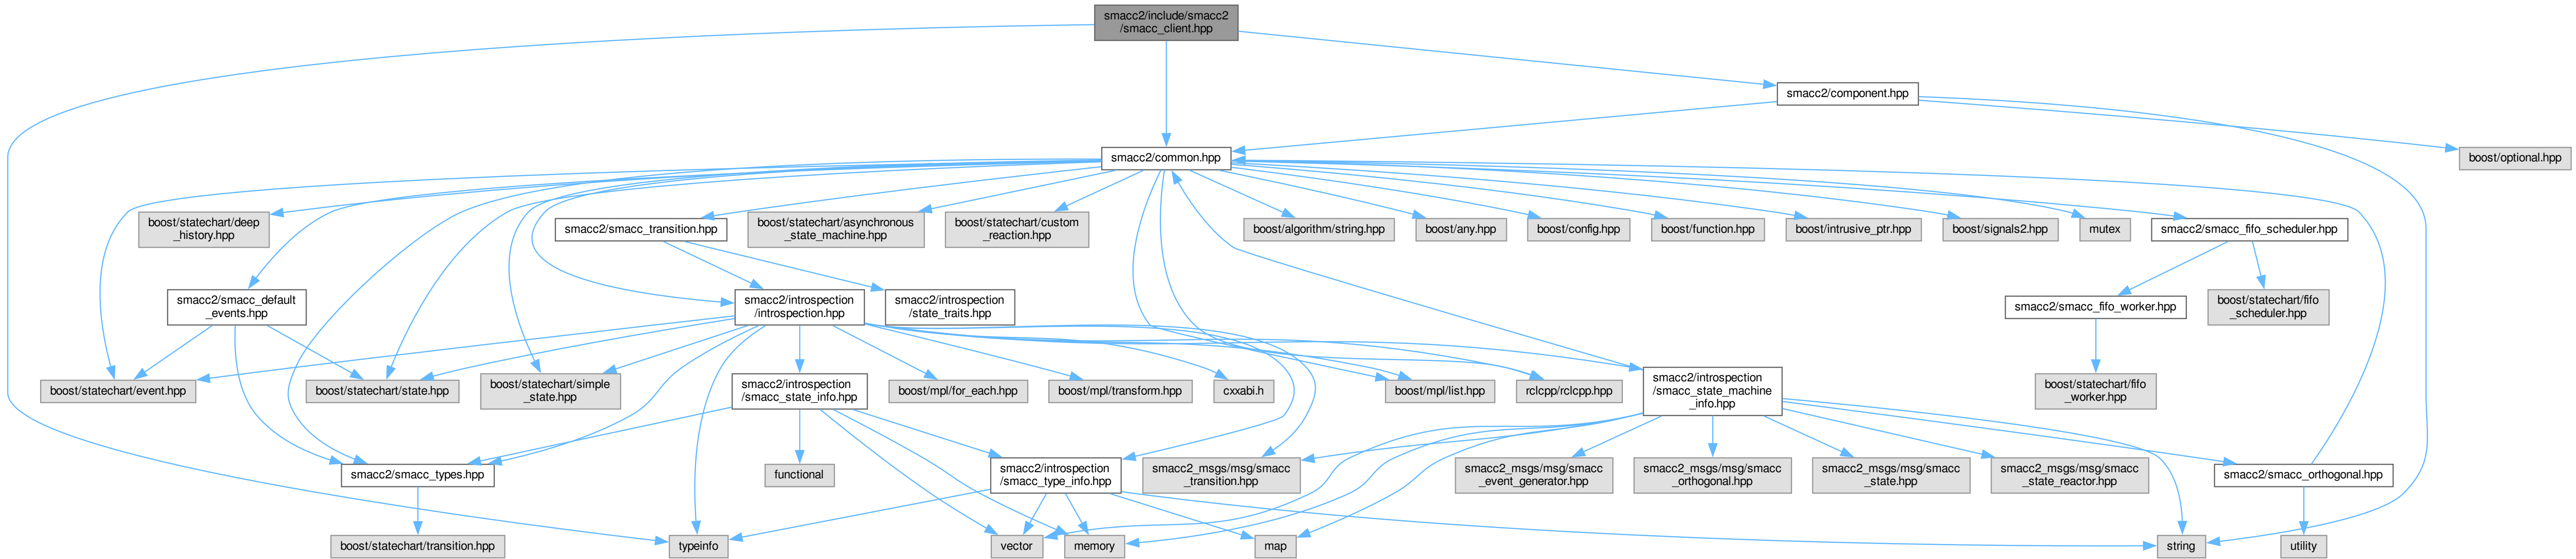 smacc2/include/smacc2
/smacc_client.hpp
smacc2/component.hpp
smacc2/common.hpp
boost/optional.hpp
boost/statechart/deep
_history.hpp
smacc2/smacc_transition.hpp
boost/statechart/asynchronous
_state_machine.hpp
boost/statechart/custom
_reaction.hpp
boost/algorithm/string.hpp
boost/any.hpp
boost/config.hpp
boost/function.hpp
boost/intrusive_ptr.hpp
boost/signals2.hpp
mutex
smacc2/smacc_fifo_scheduler.hpp
smacc2/smacc_default
_events.hpp
smacc2/introspection
/introspection.hpp
smacc2/introspection
/state_traits.hpp
smacc2/smacc_fifo_worker.hpp
boost/statechart/fifo
_scheduler.hpp
boost/statechart/event.hpp
boost/statechart/state.hpp
boost/statechart/simple
_state.hpp
smacc2/introspection
/smacc_state_info.hpp
boost/mpl/for_each.hpp
boost/mpl/transform.hpp
cxxabi.h
boost/mpl/list.hpp
rclcpp/rclcpp.hpp
smacc2/introspection
/smacc_state_machine
_info.hpp
boost/statechart/fifo
_worker.hpp
smacc2/smacc_types.hpp
functional
smacc2/introspection
/smacc_type_info.hpp
smacc2_msgs/msg/smacc
_transition.hpp
smacc2_msgs/msg/smacc
_event_generator.hpp
smacc2_msgs/msg/smacc
_orthogonal.hpp
smacc2_msgs/msg/smacc
_state.hpp
smacc2_msgs/msg/smacc
_state_reactor.hpp
smacc2/smacc_orthogonal.hpp
boost/statechart/transition.hpp
typeinfo
vector
memory
map
string
utility